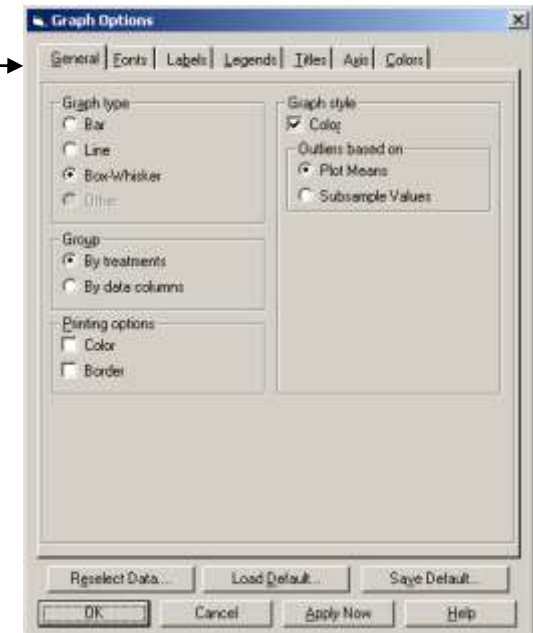 Graph Options
General Fonts Labels Legends Titles Axis Colors
Graph type
Bar
Line
Box-Whisker
Other
Group
By treatments
By data columns
Printing options
Color
Border
Graph style
Color
Outliers based on
Plot Means
Subsample Values
Reselect Data... Load Default... Save Default...
OK Cancel Apply Now Help